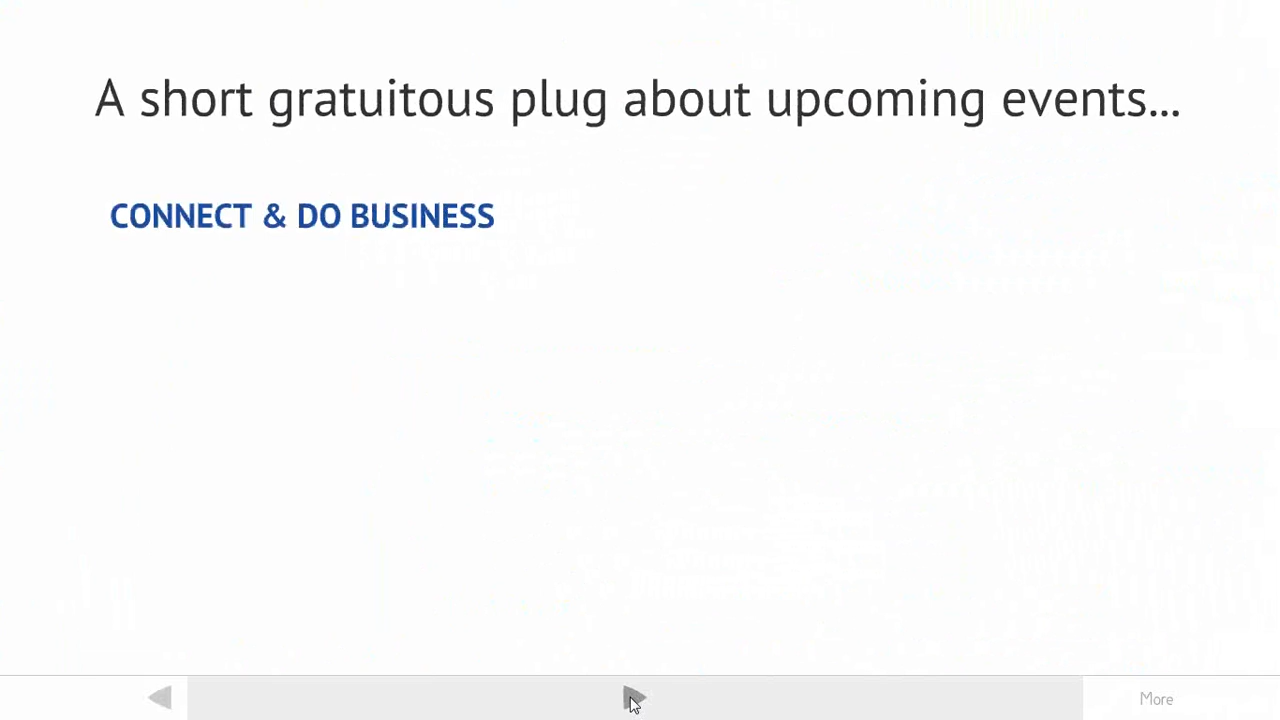 A short gratuitous plug about upcoming events...
CONNECT & DO BUSINESS
More